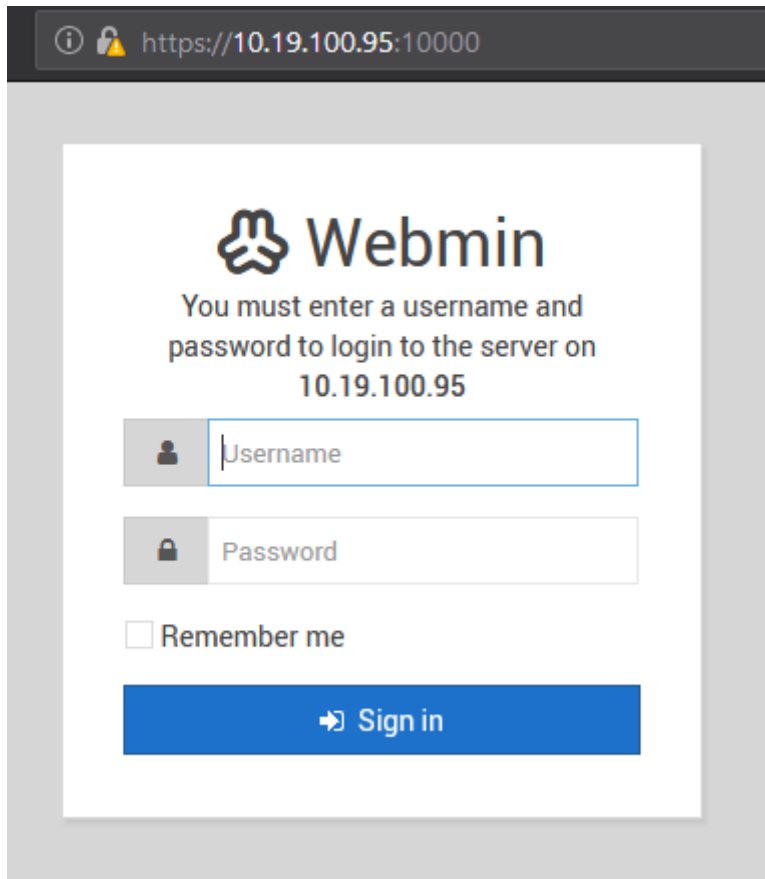 https://10.19.100.95:10000
Webmin
You must enter a username and
password to login to the server on
10.19.100.95
Username
Password
Remember me
Sign in